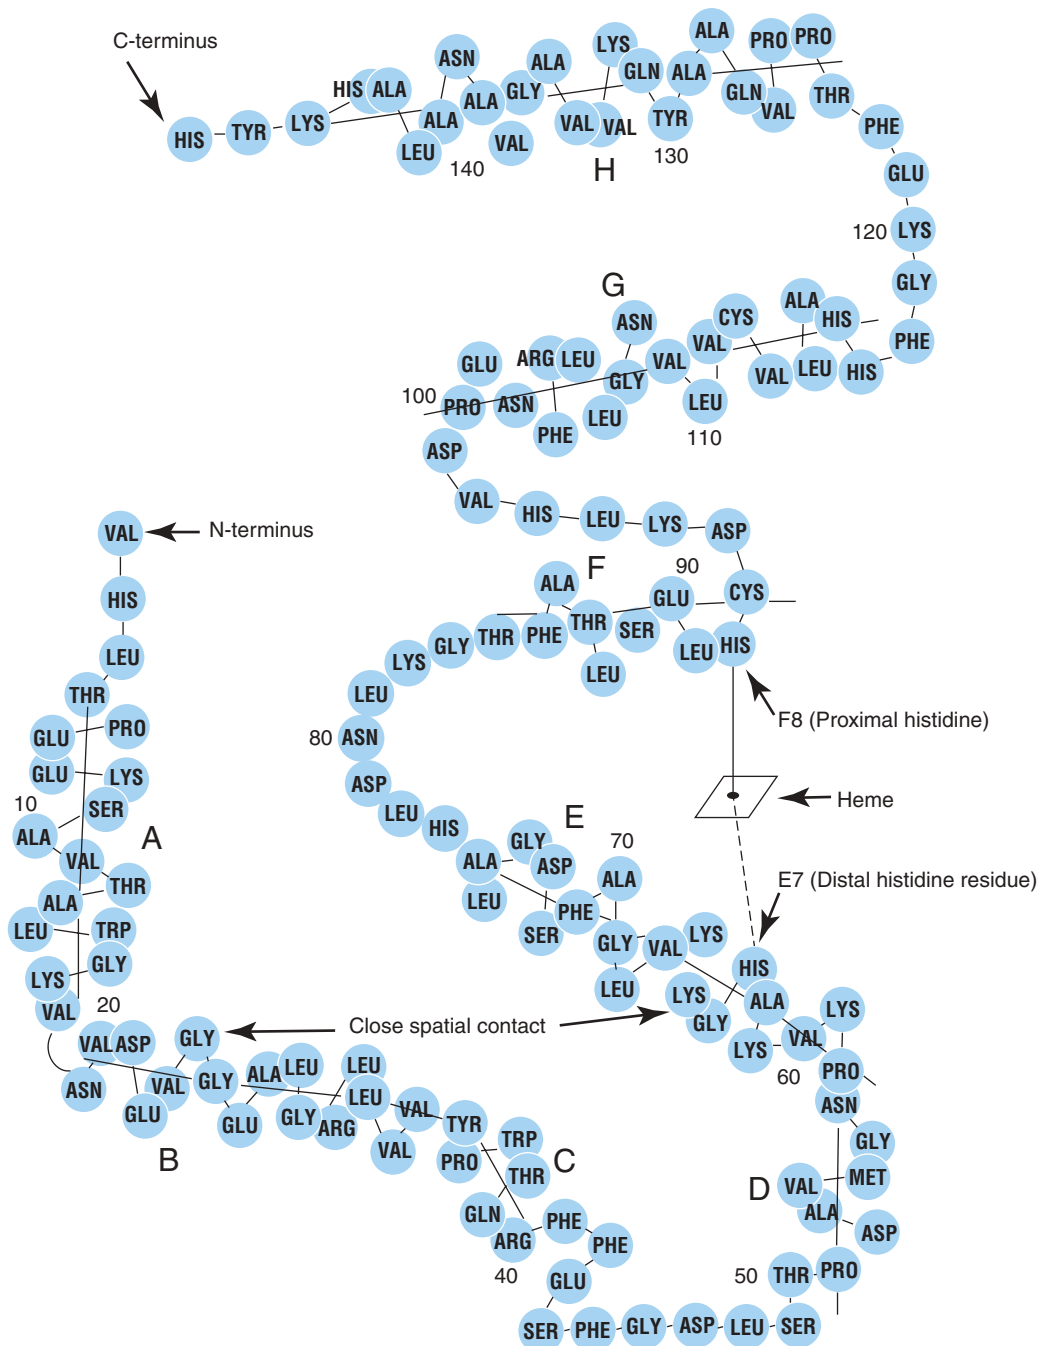 C-terminus
HIS TYR LYS HIS ALA LEU ALA ASN ALA VAL GLY ALA VAL VAL LYS GLN TYR ALA ALA GLN VAL PRO PRO THR PHE GLU LYS GLY PHE
140
H
130
120
G
HIS HIS ALA LEU VAL CYS VAL LEU VAL ASN GLY LEU LEU ARG PHE ASN GLU PRO ASP VAL HIS LEU LYS ASP CYS
100
110
VAL
N-terminus
HIS
LEU
THR
PRO
GLU
GLU
LYS
SER
10
ALA
VAL
A
THR
ALA
LEU
TRP
GLY
LYS
VAL
20
ASN
VAL ASP GLU VAL GLY GLY GLU ALA LEU GLY ARG LEU LEU VAL VAL TYR PRO TRP THR GLN ARG PHE PHE GLU SER PHE GLY ASP LEU SER THR PRO ASP ALA VAL MET GLY ASN PRO LYS VAL LYS ALA HIS GLY LYS LYS VAL LEU GLY ALA PHE SER ASP GLY LEU ALA HIS LEU ASP ASN LEU LYS GLY THR PHE ALA THR LEU SER GLU LEU HIS
B
C
40
50
D
60
Close spatial contact
E7 (Distal histidine residue)
70
E
Heme
80
F8 (Proximal histidine)
F
90